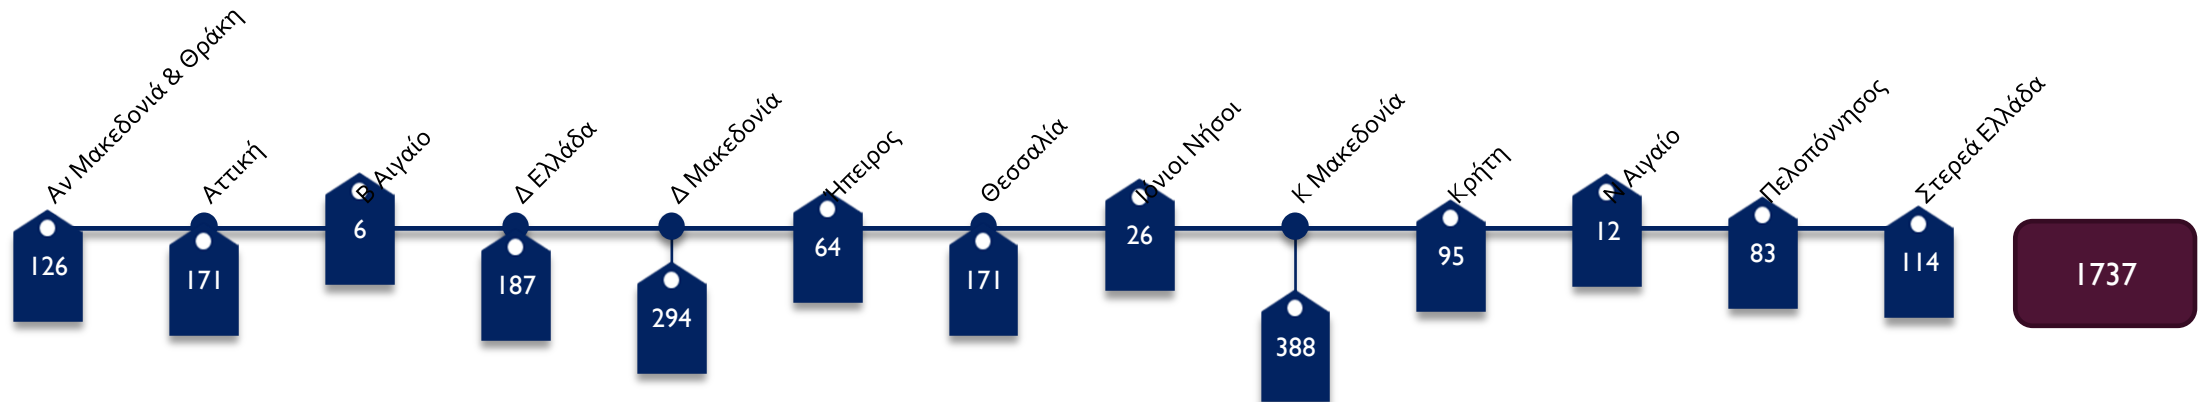 Αν Μακεδονιά & Θράκη
Αττική
Β Αιγαίο
Δ Ελλάδα
Δ Μακεδονία
Ήπειρος
Θεσσαλία
Ιόνιοι Νήσοι
Κ Μακεδονία
Κρήτη
Ν Αιγαίο
Πελοπόννησος
Στερεά Ελλάδα
126
171
6
187
294
64
171
26
388
95
12
83
114
1737